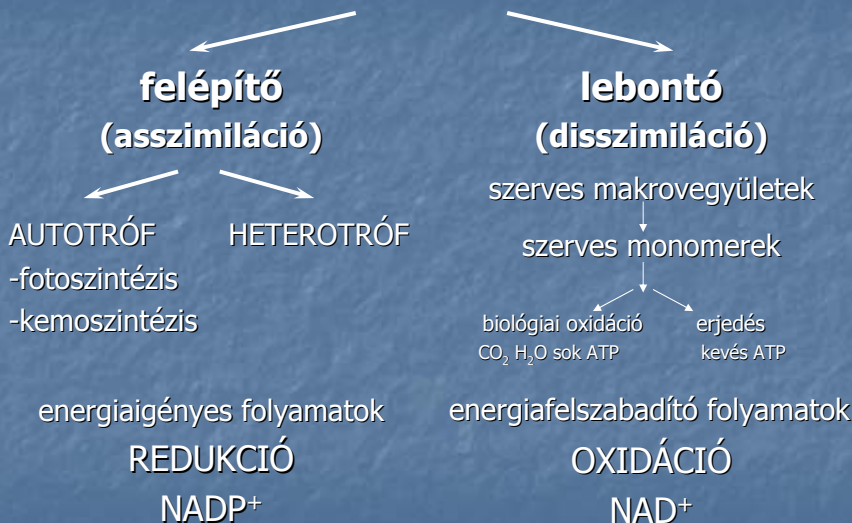 felépítő
(asszimiláció)
AUTOTRÓF HETEROTRÓF
-fotoszintézis
-kemoszintézis
energiaigényes folyamatok
REDUKCIÓ
NADP⁺
lebontó
(disszimiláció)
szerves makrovegyületek
szerves monomerek
biológiai oxidáció erjedés
CO₂ H₂O sok ATP kevés ATP
energiafelszabadító folyamatok
OXIDÁCIÓ
NAD⁺